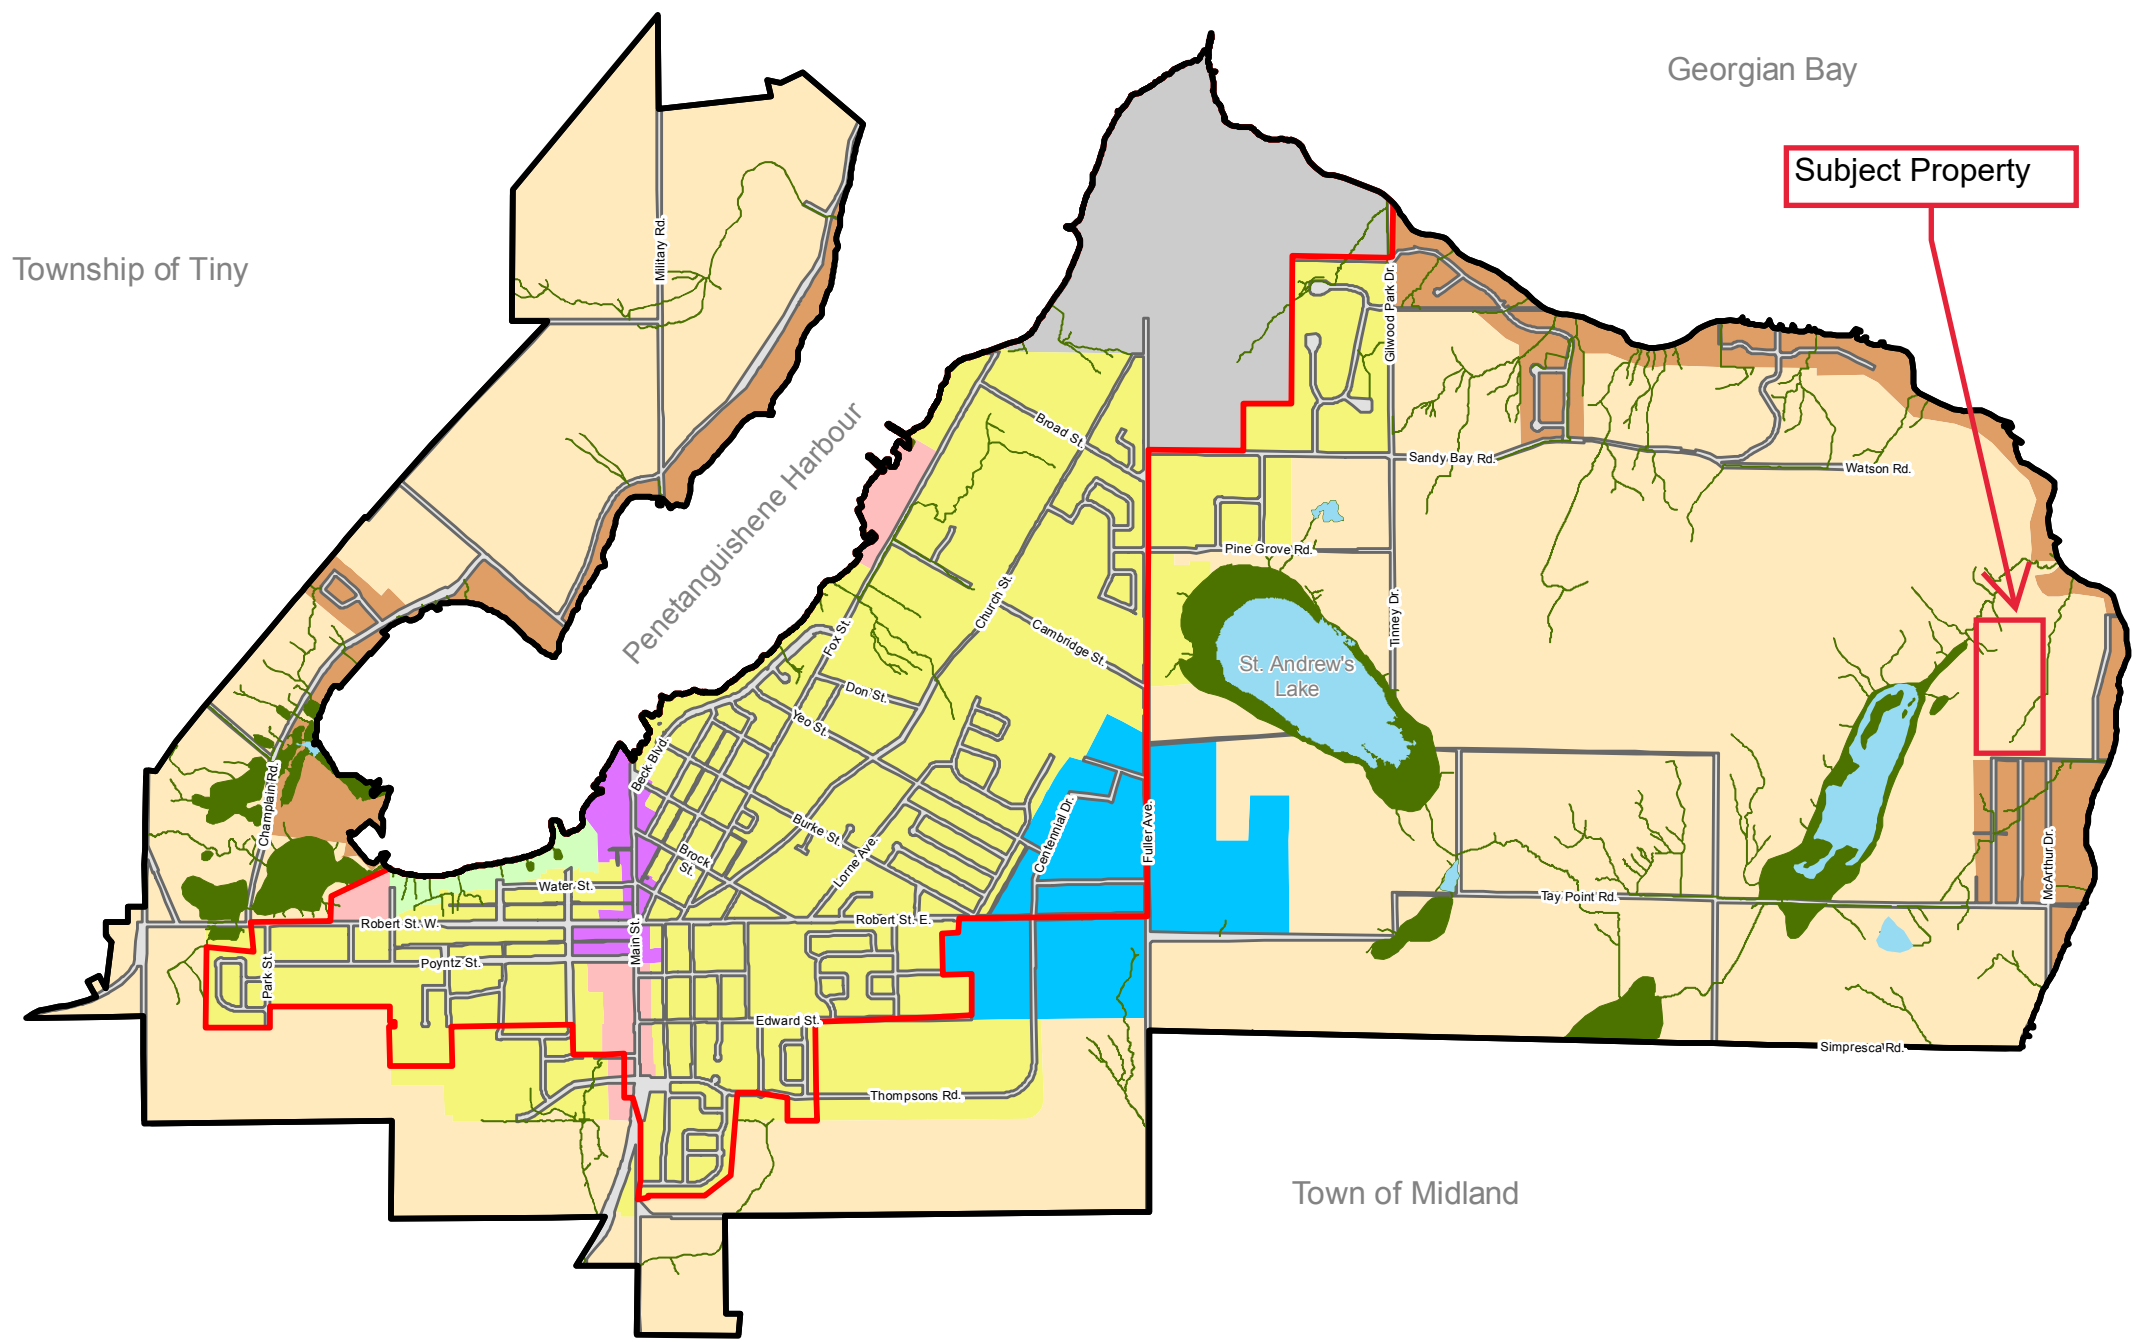 Georgian Bay
Subject Property
Township of Tiny
Military Rd.
Gilwood Park Dr.
Penetanguishene Harbour
Broad St.
Sandy Bay Rd.
Watson Rd.
Pine Grove Rd.
Church St.
Tinney Dr.
Fox St.
Cambridge St.
St. Andrew's
Lake
Don St.
Yeo St.
Beck Blvd.
Champlain Rd.
Burke St.
Centennial Dr.
Fuller Ave.
Brock
St.
Lorne Ave.
McArthur Dr.
Water St.
Tay Point Rd.
Robert St. W.
Robert St. E.
Main St.
Poyntz St.
Park St.
Edward St.
Simpresca Rd.
Thompsons Rd.
Town of Midland